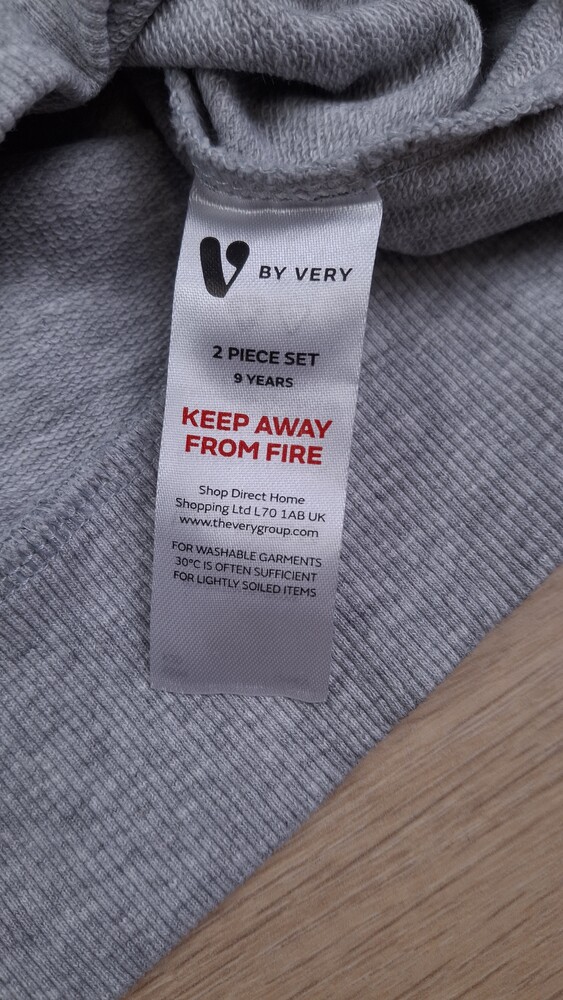 V BY VERY
2 PIECE SET
9 YEARS
KEEP AWAY
FROM FIRE
Shop Direct Home
Shopping Ltd L70 1AB UK
www.theverygroup.com
FOR WASHABLE GARMENTS
30°C IS OFTEN SUFFICIENT
FOR LIGHTLY SOILED ITEMS